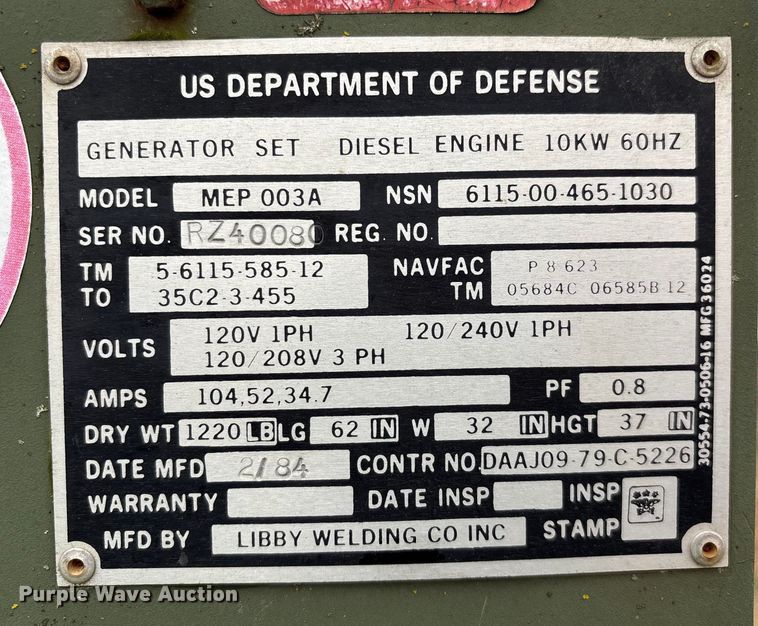 US DEPARTMENT OF DEFENSE
GENERATOR SET DIESEL ENGINE 10KW 60HZ
MODEL MEP 003A NSN 6115-00-465-1030
SER NO. RZ40080 REG. NO.
TM 5-6115-585-12 NAVFAC P 8 623
TO 35C2-3-455 TM 05684C 06585B 12
VOLTS 120V 1PH 120/240V 1PH
120/208V 3 PH
AMPS 104,52,34.7 PF 0.8
DRY WT 1220 LB LG 62 IN W 32 IN HGT 37 IN
DATE MFD 2/84 CONTR NO. DAAJ09-79-C-5226
WARRANTY DATE INSP INSP
MFD BY LIBBY WELDING CO INC STAMP
30554-73-0506-16 MFG 36024
Purple Wave Auction